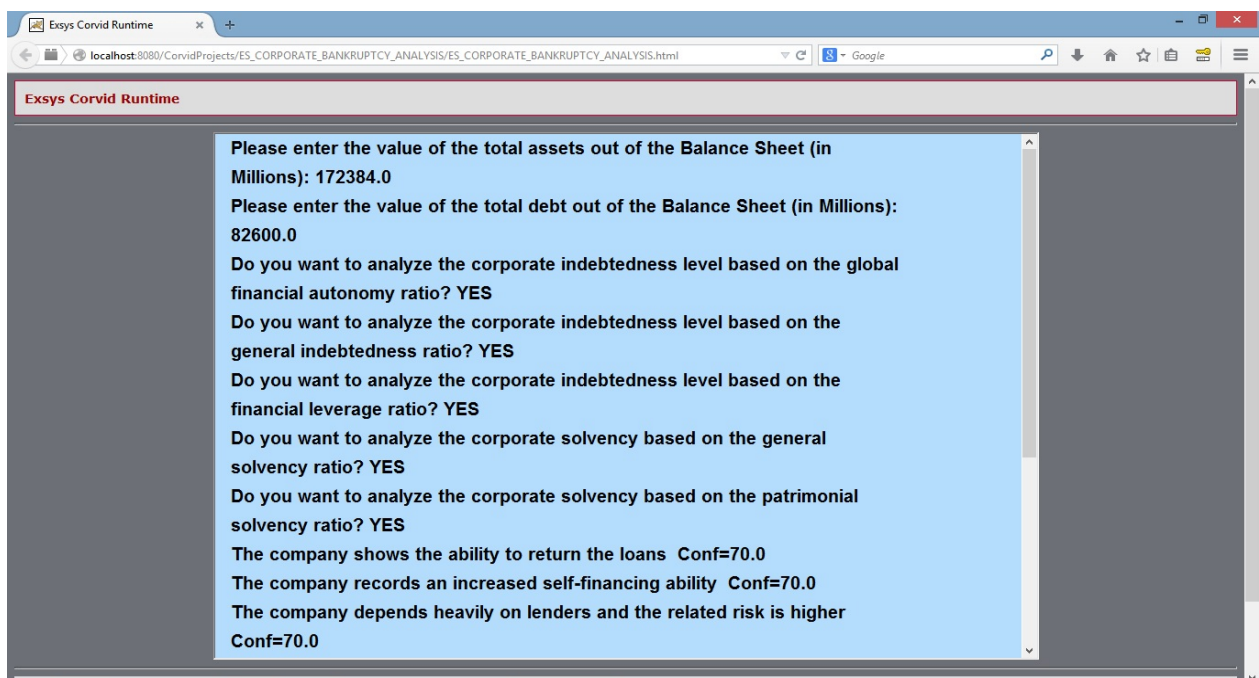 Exsys Corvid Runtime
localhost:8080/CorvidProjects/ES_CORPORATE_BANKRUPTCY_ANALYSIS/ES_CORPORATE_BANKRUPTCY_ANALYSIS.html
Google
Exsys Corvid Runtime
Please enter the value of the total assets out of the Balance Sheet (in
Millions): 172384.0
Please enter the value of the total debt out of the Balance Sheet (in Millions):
82600.0
Do you want to analyze the corporate indebtedness level based on the global
financial autonomy ratio? YES
Do you want to analyze the corporate indebtedness level based on the
general indebtedness ratio? YES
Do you want to analyze the corporate indebtedness level based on the
financial leverage ratio? YES
Do you want to analyze the corporate solvency based on the general
solvency ratio? YES
Do you want to analyze the corporate solvency based on the patrimonial
solvency ratio? YES
The company shows the ability to return the loans Conf=70.0
The company records an increased self-financing ability Conf=70.0
The company depends heavily on lenders and the related risk is higher
Conf=70.0